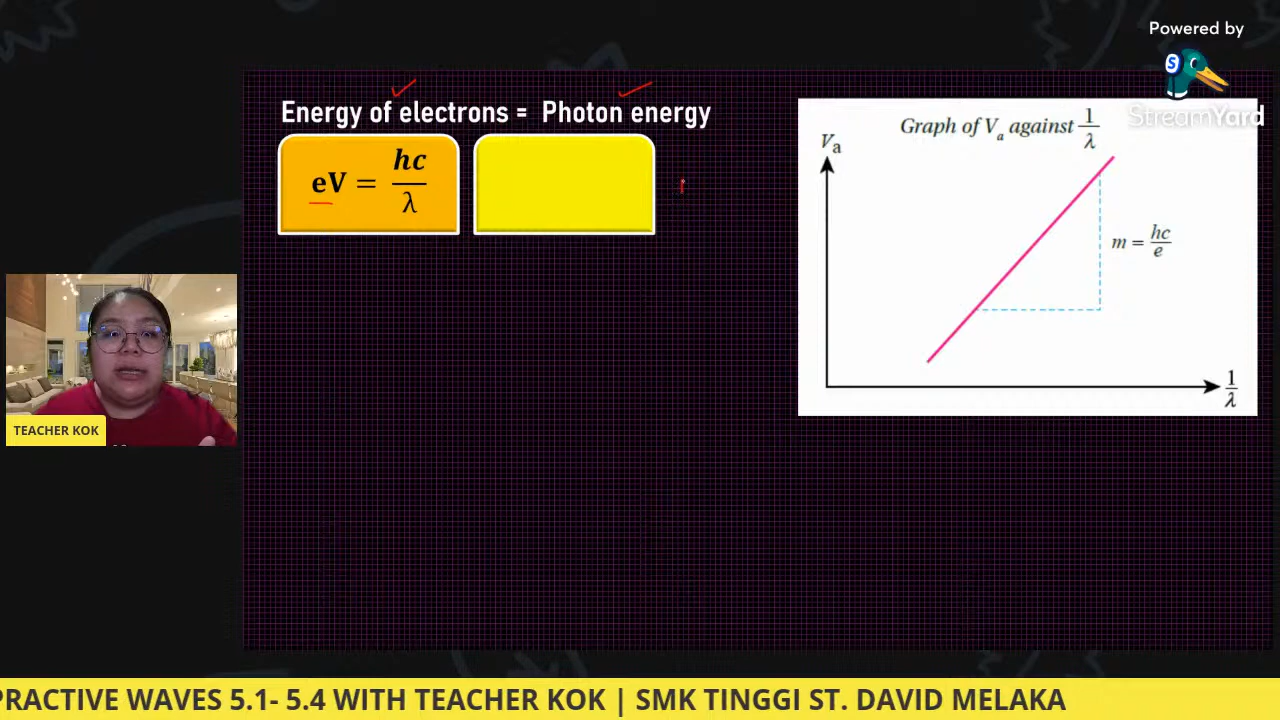 Powered by
S
StreamYard
Energy of electrons = Photon energy
eV = hc/λ
Graph of Vₐ against 1/λ
Vₐ
m = hc/e
1/λ
TEACHER KOK
PRACTIVE WAVES 5.1- 5.4 WITH TEACHER KOK | SMK TINGGI ST. DAVID MELAKA